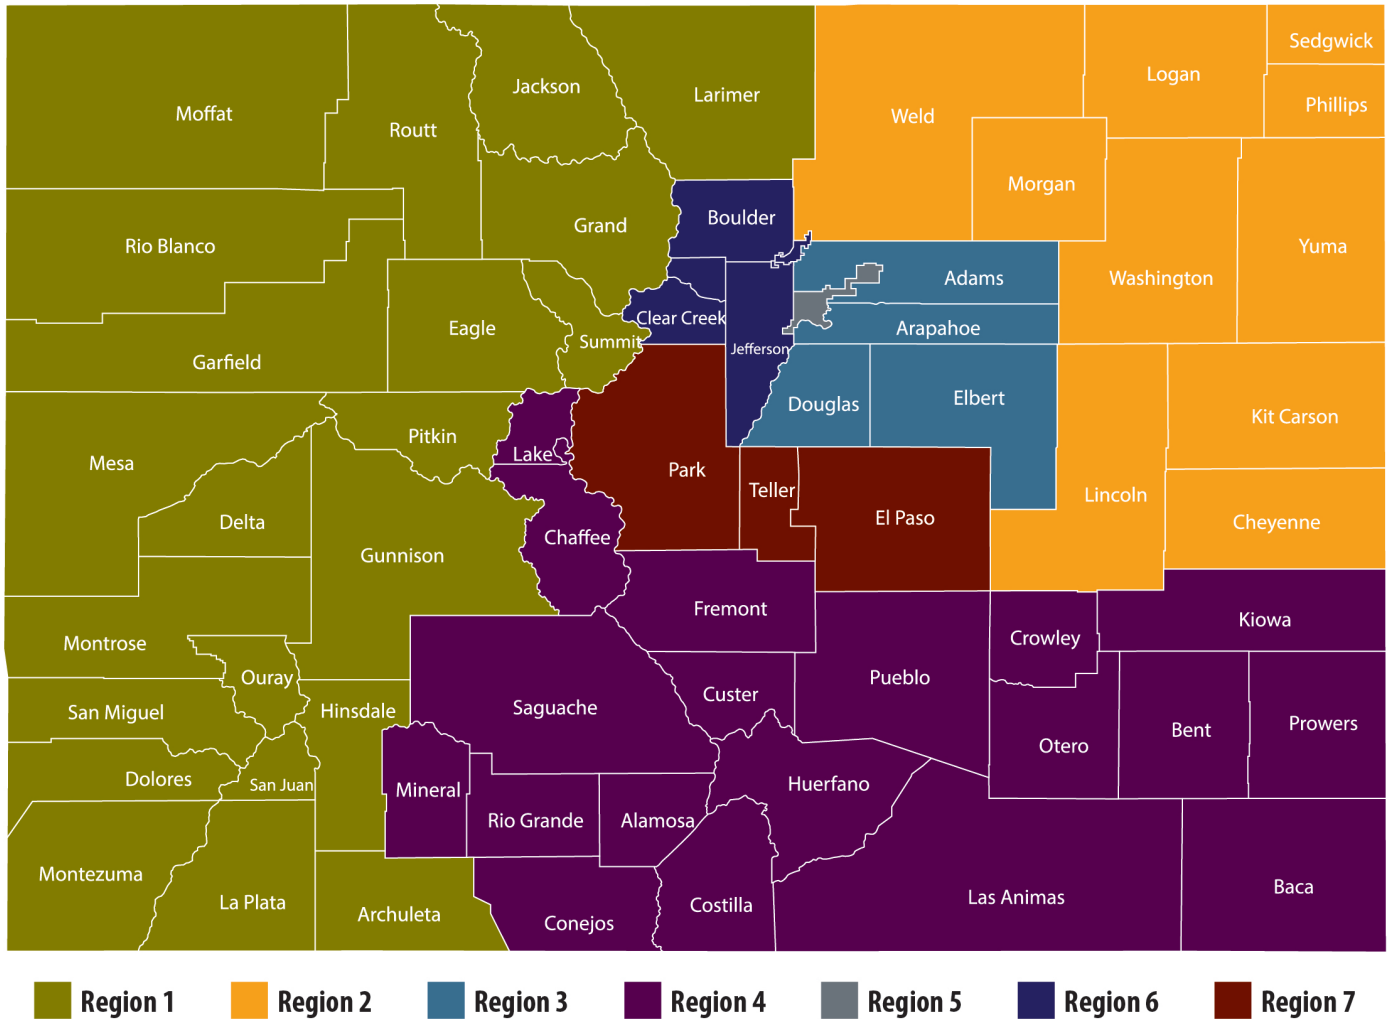 Sedgwick
Logan
Jackson
Larimer
Phillips
Moffat
Weld
Routt
Morgan
Boulder
Grand
Rio Blanco
Yuma
Adams
Washington
Clear Creek
Eagle
Arapahoe
Summit
Jefferson
Garfield
Elbert
Douglas
Kit Carson
Pitkin
Lake
Mesa
Park
Teller
Lincoln
El Paso
Delta
Cheyenne
Chaffee
Gunnison
Fremont
Kiowa
Crowley
Montrose
Ouray
Pueblo
Custer
Saguache
Hinsdale
San Miguel
Prowers
Bent
Otero
Dolores
San Juan
Huerfano
Mineral
Rio Grande
Alamosa
Montezuma
Baca
Las Animas
La Plata
Costilla
Archuleta
Conejos
Region 1 Region 2 Region 3 Region 4 Region 5 Region 6 Region 7